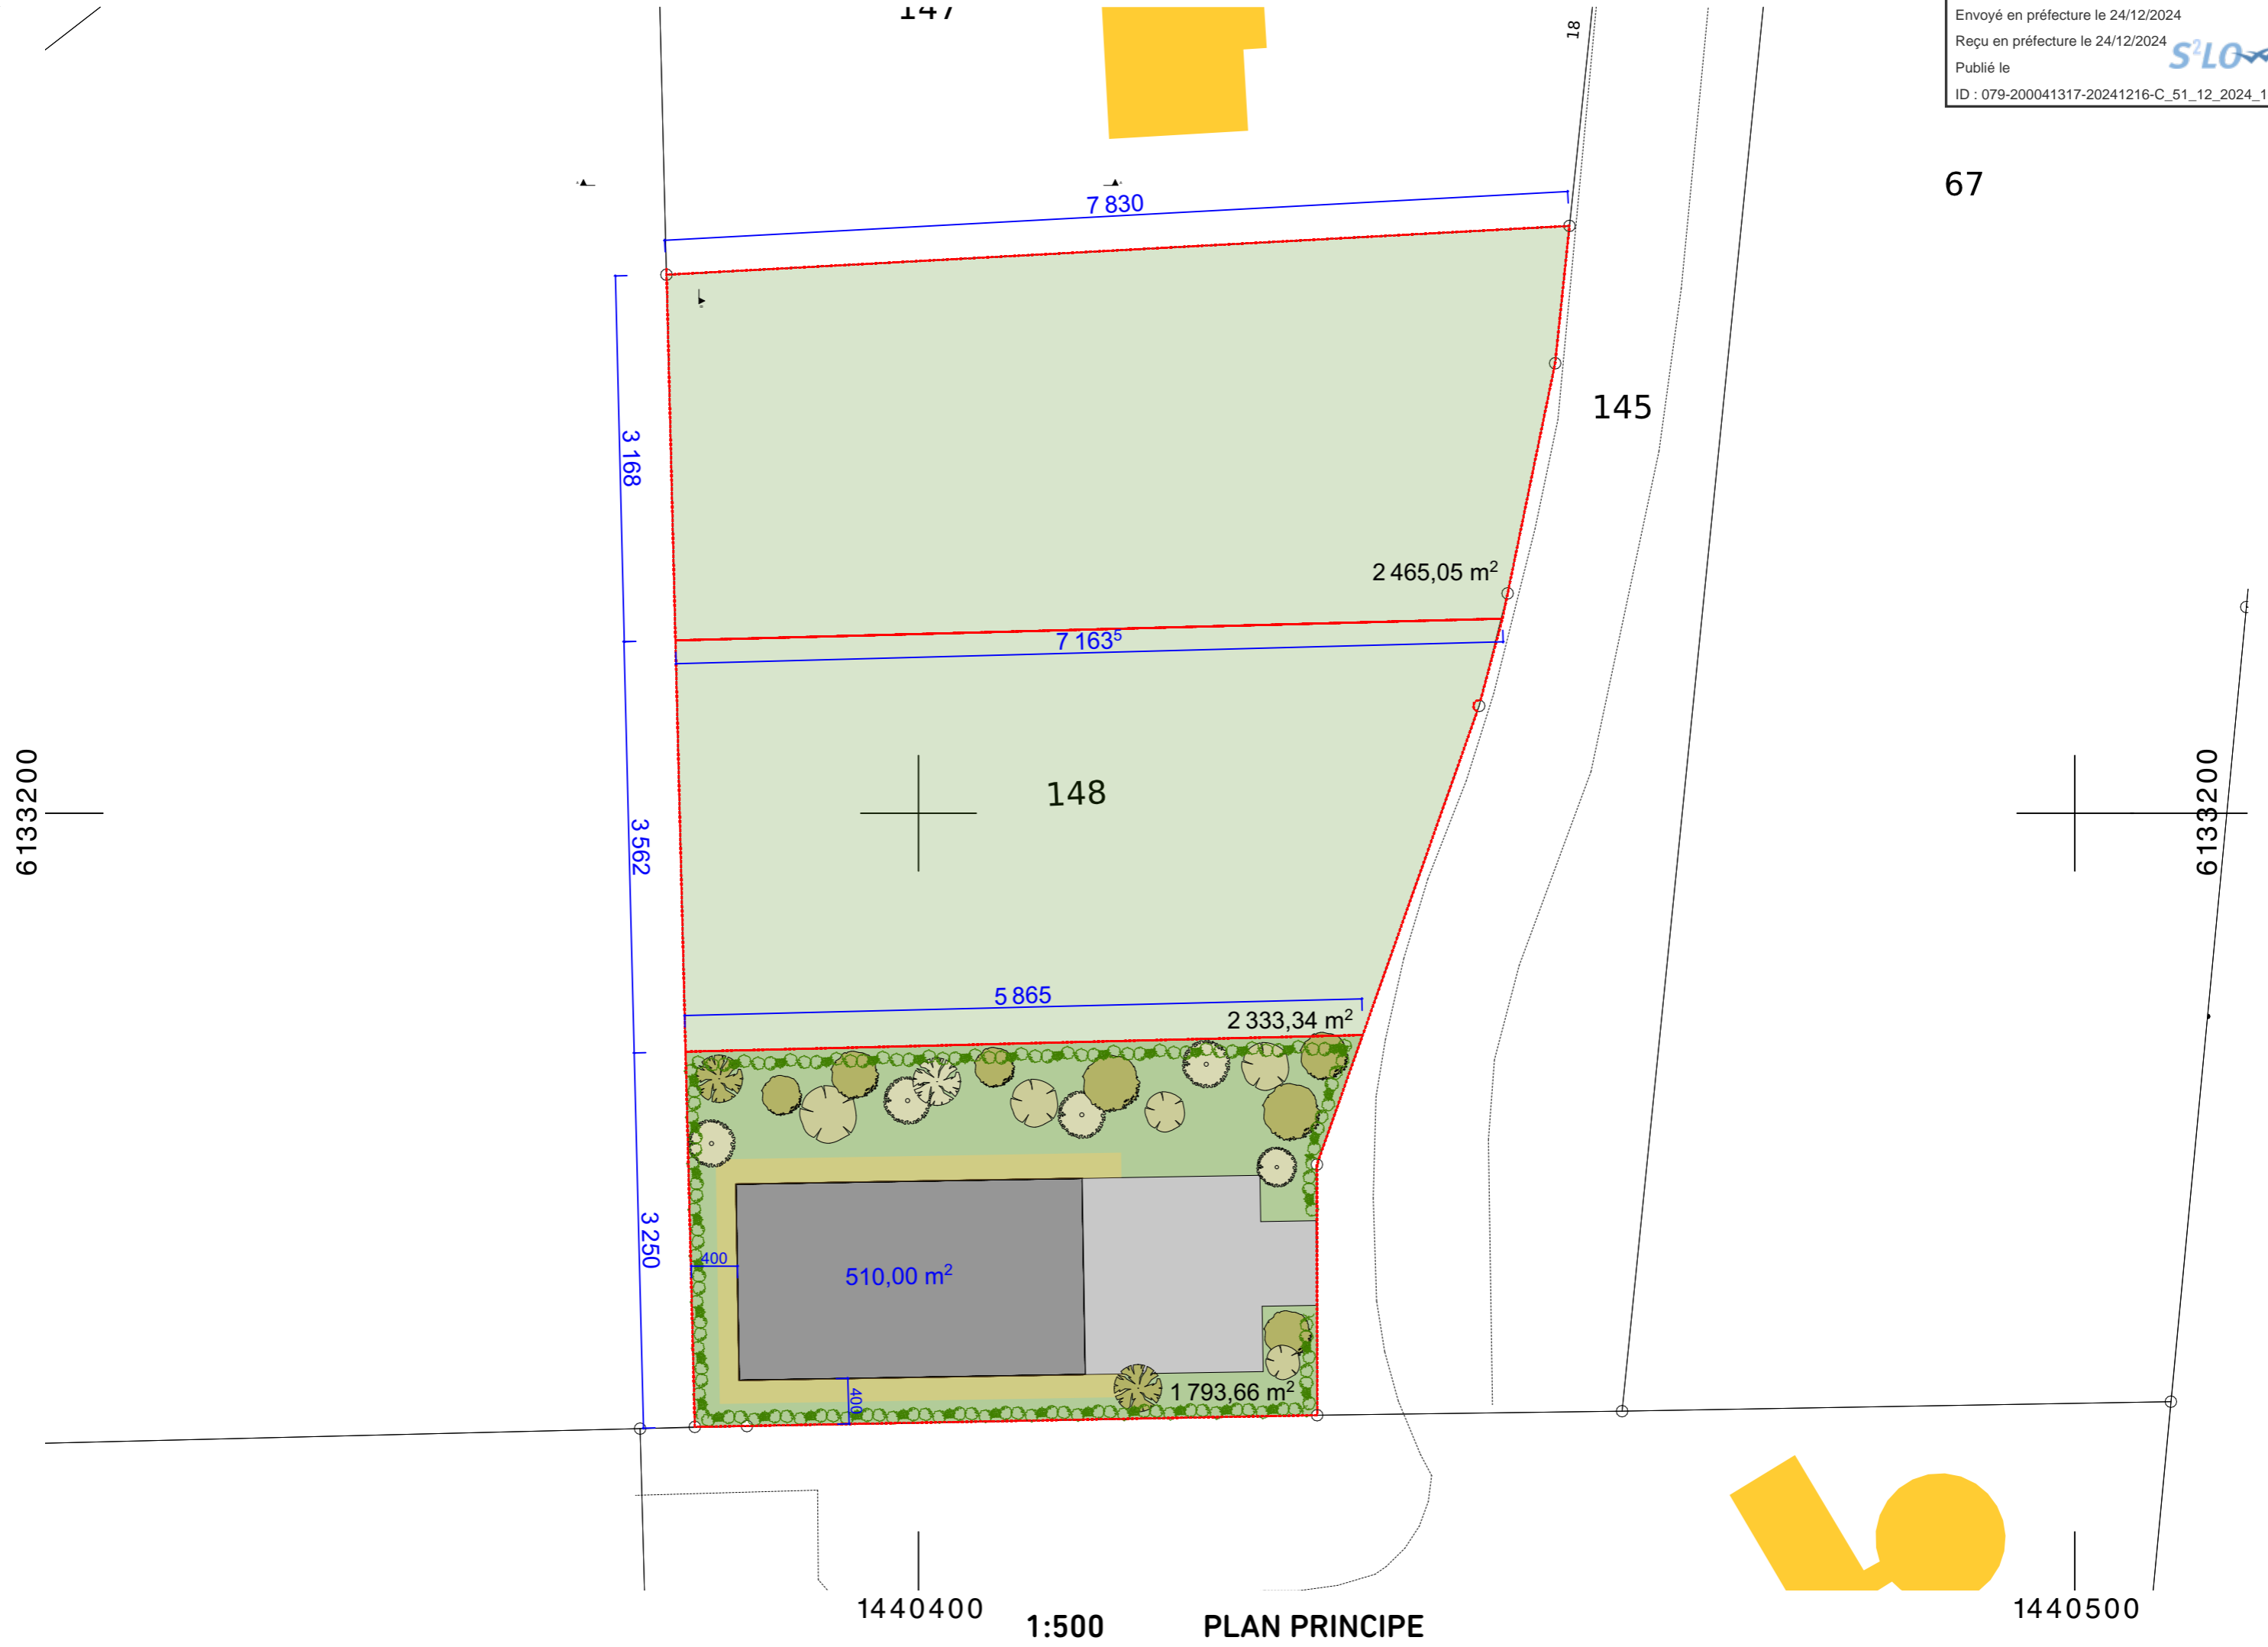 147
18
Envoyé en préfecture le 24/12/2024
Reçu en préfecture le 24/12/2024
Publié le
S²LO
ID : 079-200041317-20241216-C_51_12_2024_1
67
7 830
145
3 168
2 465,05 m²
7 163⁵
148
6133200
6133200
3 562
5 865
2 333,34 m²
3 250
400
510,00 m²
400
1 793,66 m²
1440400
1440500
1:500 PLAN PRINCIPE